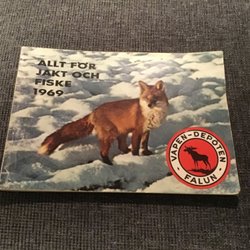 ALLT FÖR
JAKT OCH
FISKE
1969
VAPEN-DEPOTEN
FALUN